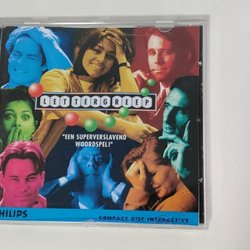 LETTERGREEP
"EEN SUPERVERSLAVEND
WOORDSPEL!"
PHILIPS
COMPACT DISC INTERACTIVE